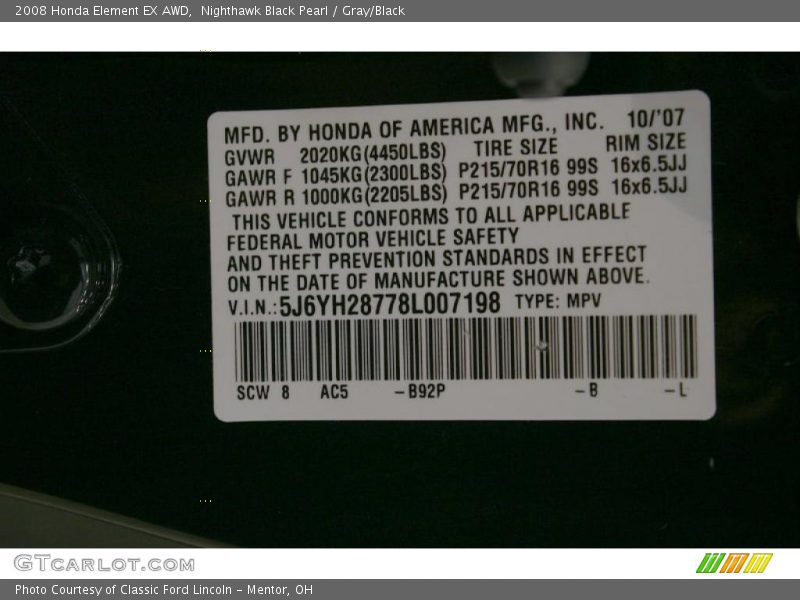 2008 Honda Element EX AWD,  Nighthawk Black Pearl / Gray/Black
MFD. BY HONDA OF AMERICA MFG., INC. 10/'07
GVWR 2020KG(4450LBS) TIRE SIZE RIM SIZE
GAWR F 1045KG(2300LBS) P215/70R16 99S 16x6.5JJ
GAWR R 1000KG(2205LBS) P215/70R16 99S 16x6.5JJ
THIS VEHICLE CONFORMS TO ALL APPLICABLE
FEDERAL MOTOR VEHICLE SAFETY
AND THEFT PREVENTION STANDARDS IN EFFECT
ON THE DATE OF MANUFACTURE SHOWN ABOVE.
V.I.N.: 5J6YH28778L007198 TYPE: MPV
SCW 8 AC5 -B92P -B -L
GTCARLOT.COM
Photo Courtesy of Classic Ford Lincoln - Mentor, OH